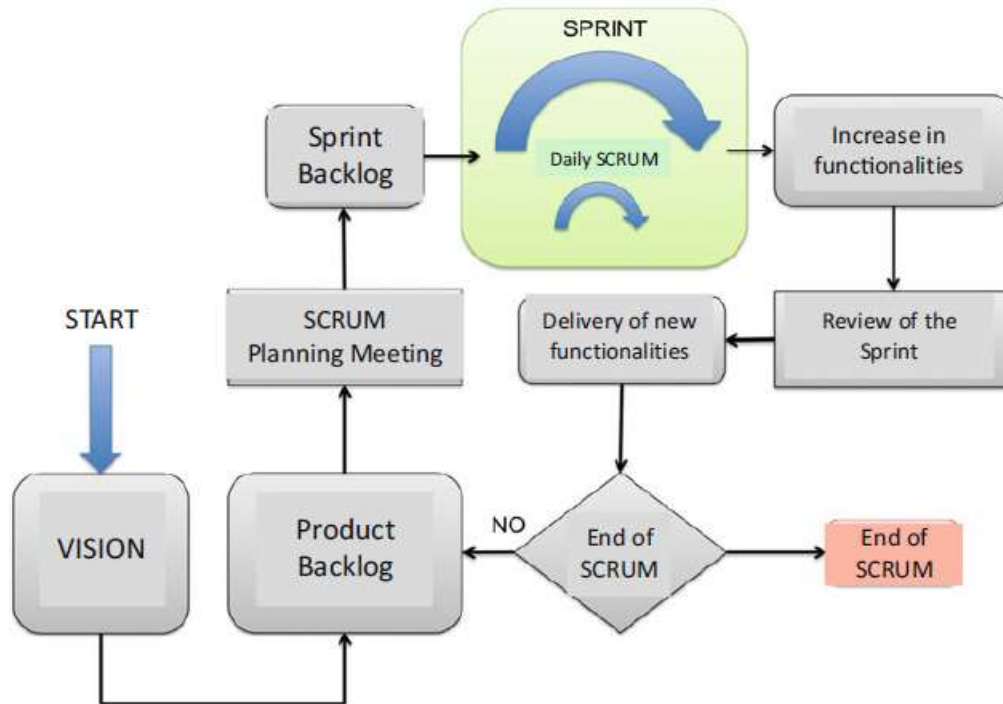 SPRINT
Sprint
Backlog
Daily SCRUM
Increase in
functionalities
START
SCRUM
Planning Meeting
Delivery of new
functionalities
Review of the
Sprint
VISION
Product
Backlog
NO
End of
SCRUM
End of
SCRUM